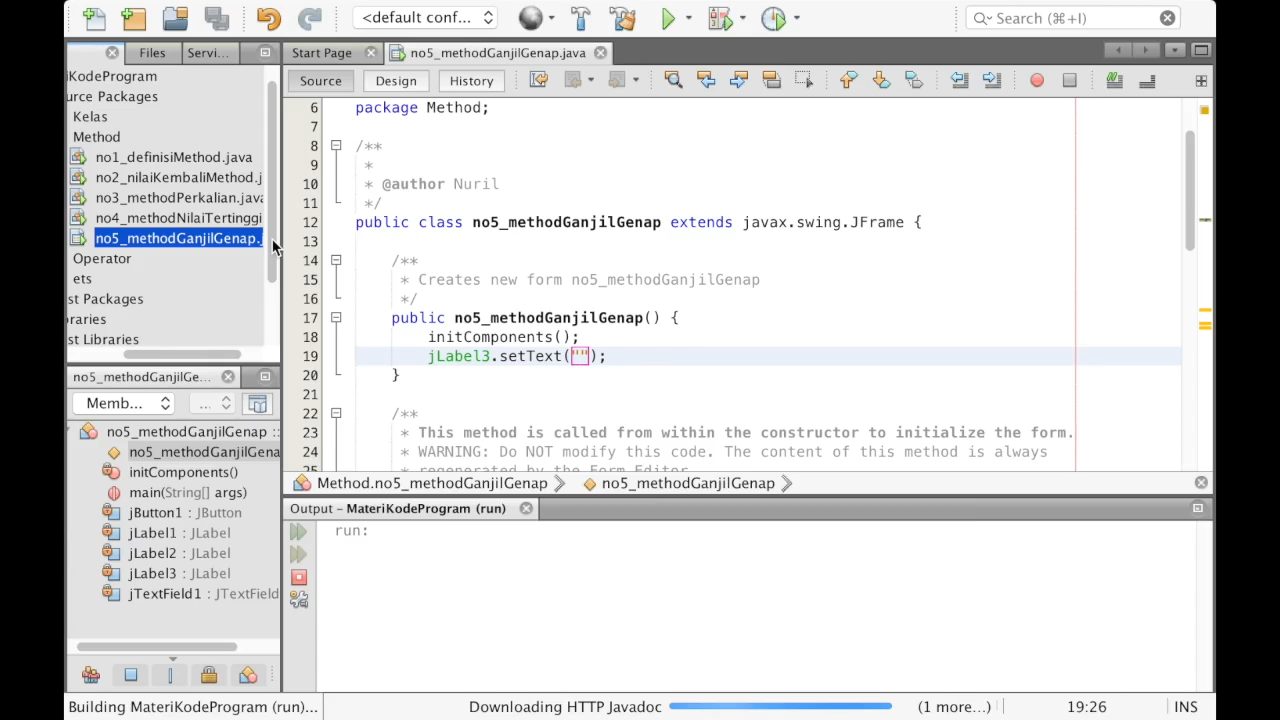 <default conf...
Search (⌘+I)
Files
Servi...
Start Page
no5_methodGanjilGenap.java
Source
Design
History
iKodeProgram
urce Packages
Kelas
Method
no1_definisiMethod.java
no2_nilaiKembaliMethod.j
no3_methodPerkalian.java
no4_methodNilaiTertinggi
no5_methodGanjilGenap.j
Operator
ets
st Packages
raries
st Libraries
6 package Method;
7
8 /**
9 *
10 * @author Nuril
11 */
12 public class no5_methodGanjilGenap extends javax.swing.JFrame {
13
14 /**
15 * Creates new form no5_methodGanjilGenap
16 */
17 public no5_methodGanjilGenap() {
18 initComponents();
19 jLabel3.setText("");
20 }
21
22 /**
23 * This method is called from within the constructor to initialize the form.
24 * WARNING: Do NOT modify this code. The content of this method is always
25 * regenerated by the Form Editor
Method.no5_methodGanjilGenap
no5_methodGanjilGenap
no5_methodGanjilGe...
Memb...
...
no5_methodGanjilGenap ::
no5_methodGanjilGena
initComponents()
main(String[] args)
jButton1 : JButton
jLabel1 : JLabel
jLabel2 : JLabel
jLabel3 : JLabel
jTextField1 : JTextField
Output – MateriKodeProgram (run)
run:
Building MateriKodeProgram (run)...
Downloading HTTP Javadoc
(1 more...)
19:26
INS